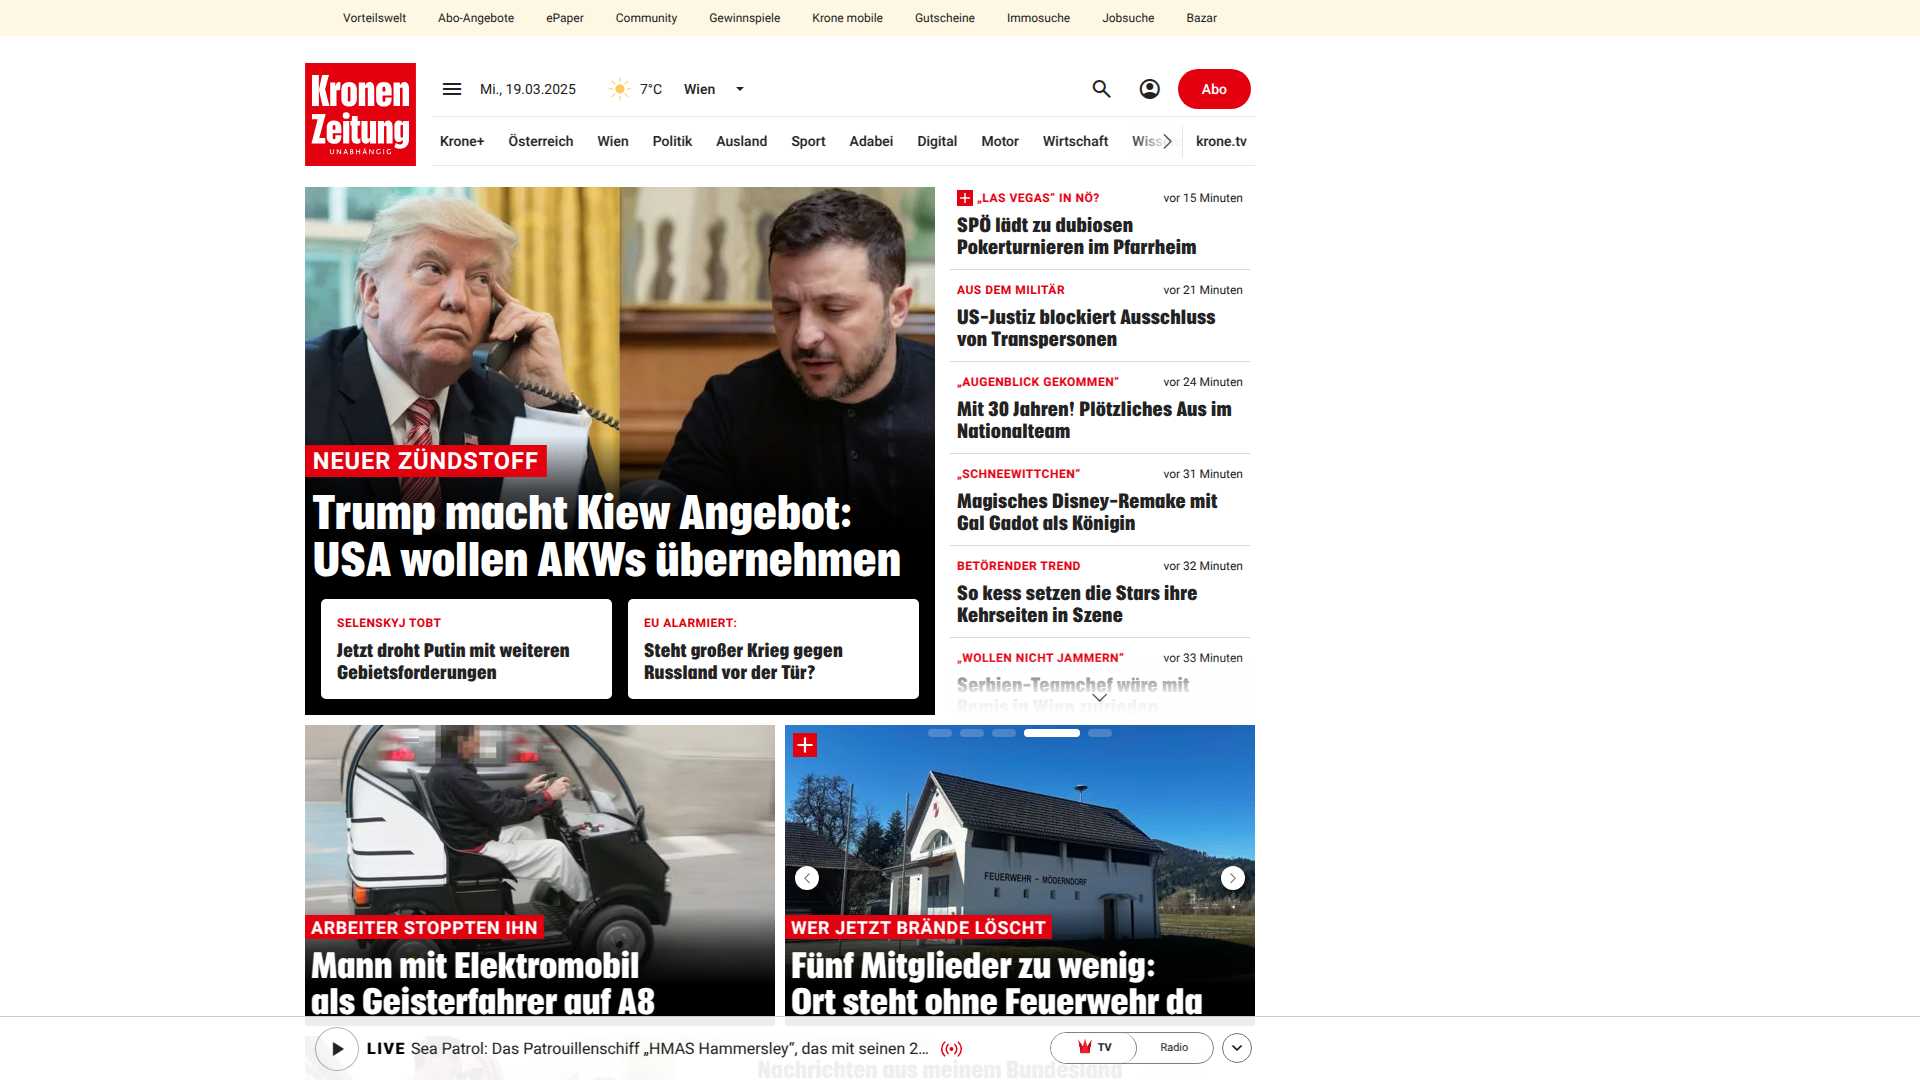 Vorteilswelt Abo-Angebote ePaper Community Gewinnspiele Krone mobile Gutscheine Immosuche Jobsuche Bazar
Kronen
Zeitung
UNABHÄNGIG
Mi., 19.03.2025 7°C Wien
Abo
Krone+ Österreich Wien Politik Ausland Sport Adabei Digital Motor Wirtschaft Wiss krone.tv
NEUER ZÜNDSTOFF
Trump macht Kiew Angebot:
USA wollen AKWs übernehmen
SELENSKYJ TOBT
Jetzt droht Putin mit weiteren
Gebietsforderungen
EU ALARMIERT:
Steht großer Krieg gegen
Russland vor der Tür?
„LAS VEGAS“ IN NÖ? vor 15 Minuten
SPÖ lädt zu dubiosen
Pokerturnieren im Pfarrheim
AUS DEM MILITÄR vor 21 Minuten
US-Justiz blockiert Ausschluss
von Transpersonen
„AUGENBLICK GEKOMMEN“ vor 24 Minuten
Mit 30 Jahren! Plötzliches Aus im
Nationalteam
„SCHNEEWITTCHEN“ vor 31 Minuten
Magisches Disney-Remake mit
Gal Gadot als Königin
BETÖRENDER TREND vor 32 Minuten
So kess setzen die Stars ihre
Kehrseiten in Szene
„WOLLEN NICHT JAMMERN“ vor 33 Minuten
Serbien-Teamchef wäre mit
Remis in Wien zufrieden
ARBEITER STOPPTEN IHN
Mann mit Elektromobil
als Geisterfahrer auf A8
FEUERWEHR - MÖDERNDORF
WER JETZT BRÄNDE LÖSCHT
Fünf Mitglieder zu wenig:
Ort steht ohne Feuerwehr da
LIVE Sea Patrol: Das Patrouillenschiff „HMAS Hammersley“, das mit seinen 2...
TV Radio
Nachrichten aus meinem Bundesland